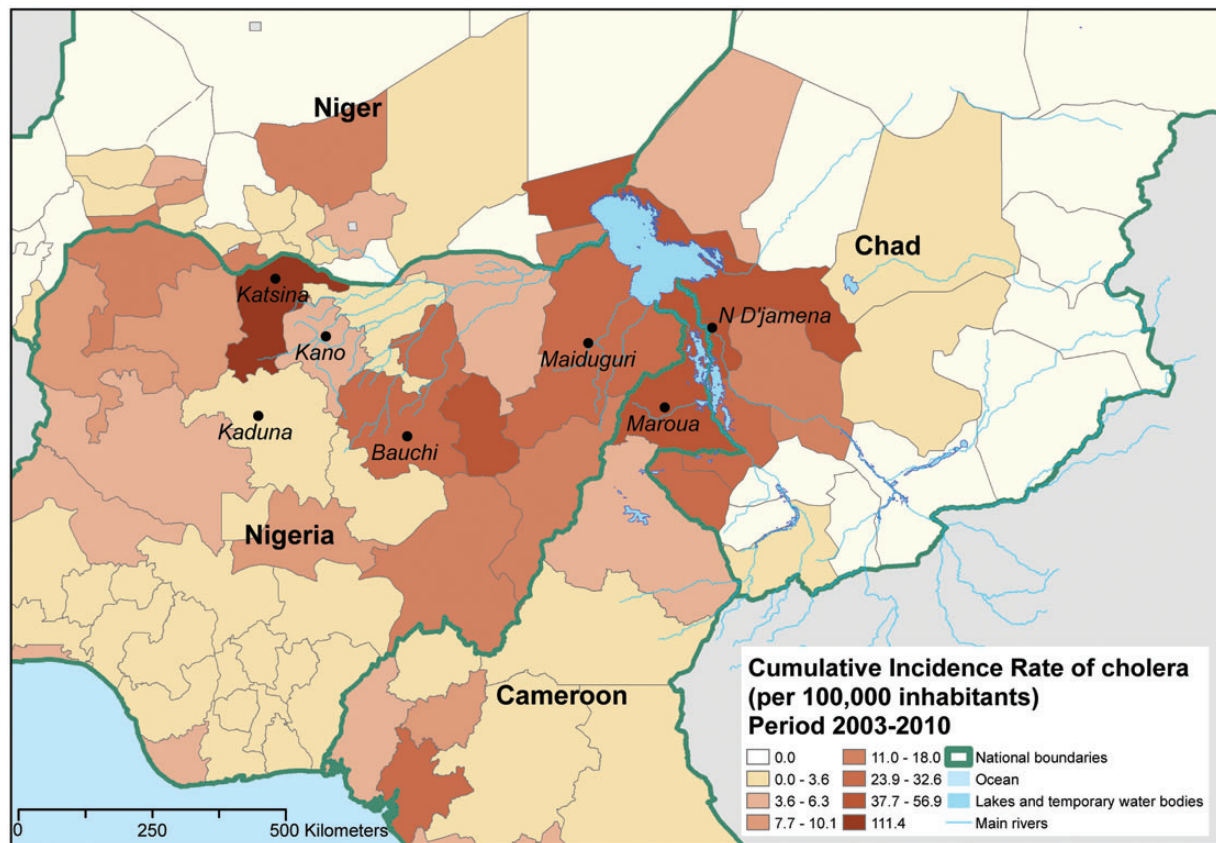 Niger
Chad
Katsina
N D'jamena
Kano
Maiduguri
Maroua
Kaduna
Bauchi
Nigeria
Cameroon
Cumulative Incidence Rate of cholera
(per 100,000 inhabitants)
Period 2003-2010
0.0
0.0 - 3.6
3.6 - 6.3
7.7 - 10.1
11.0 - 18.0
23.9 - 32.6
37.7 - 56.9
111.4
National boundaries
Ocean
Lakes and temporary water bodies
Main rivers
0 250 500 Kilometers